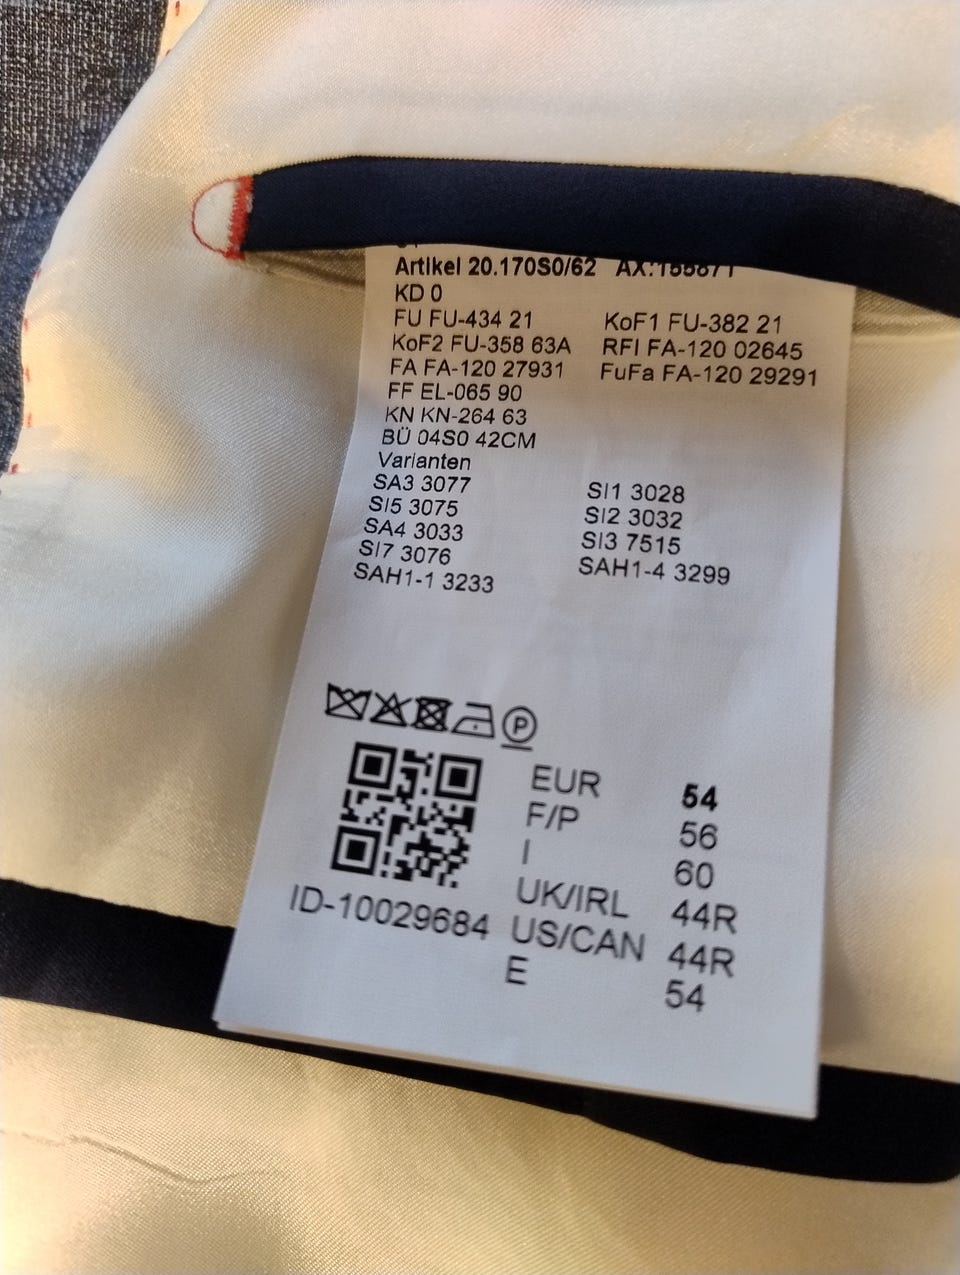 Artikel 20.170S0/62 AX:155871
KD 0
FU FU-434 21 KoF1 FU-382 21
KoF2 FU-358 63A RFI FA-120 02645
FA FA-120 27931 FuFa FA-120 29291
FF EL-065 90
KN KN-264 63
BÜ 04S0 42CM
Varianten
SA3 3077 SI1 3028
SI5 3075 SI2 3032
SA4 3033 SI3 7515
SI7 3076 SAH1-4 3299
SAH1-1 3233
P
EUR 54
F/P 56
I 60
UK/IRL 44R
US/CAN 44R
E 54
ID-10029684